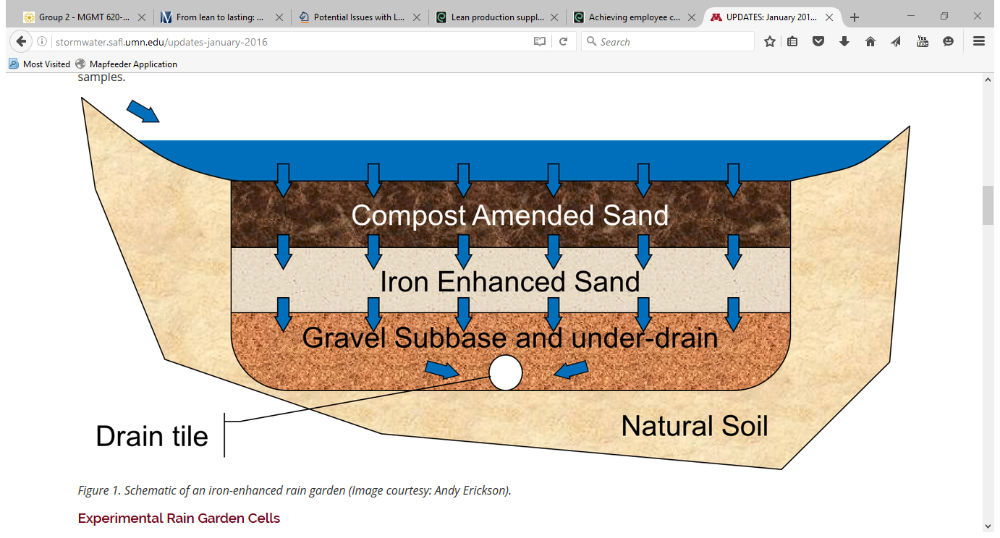 Group 2 - MGMT 620-...
From lean to lasting: ...
Potential Issues with L...
Lean production suppl...
Achieving employee c...
UPDATES: January 201...
stormwater.safl.umn.edu/updates-january-2016
Search
You
Tube
Most Visited
Mapfeeder Application
samples.
Compost Amended Sand
Iron Enhanced Sand
Gravel Subbase and under-drain
Drain tile
Natural Soil
Figure 1. Schematic of an iron-enhanced rain garden (Image courtesy: Andy Erickson).
Experimental Rain Garden Cells